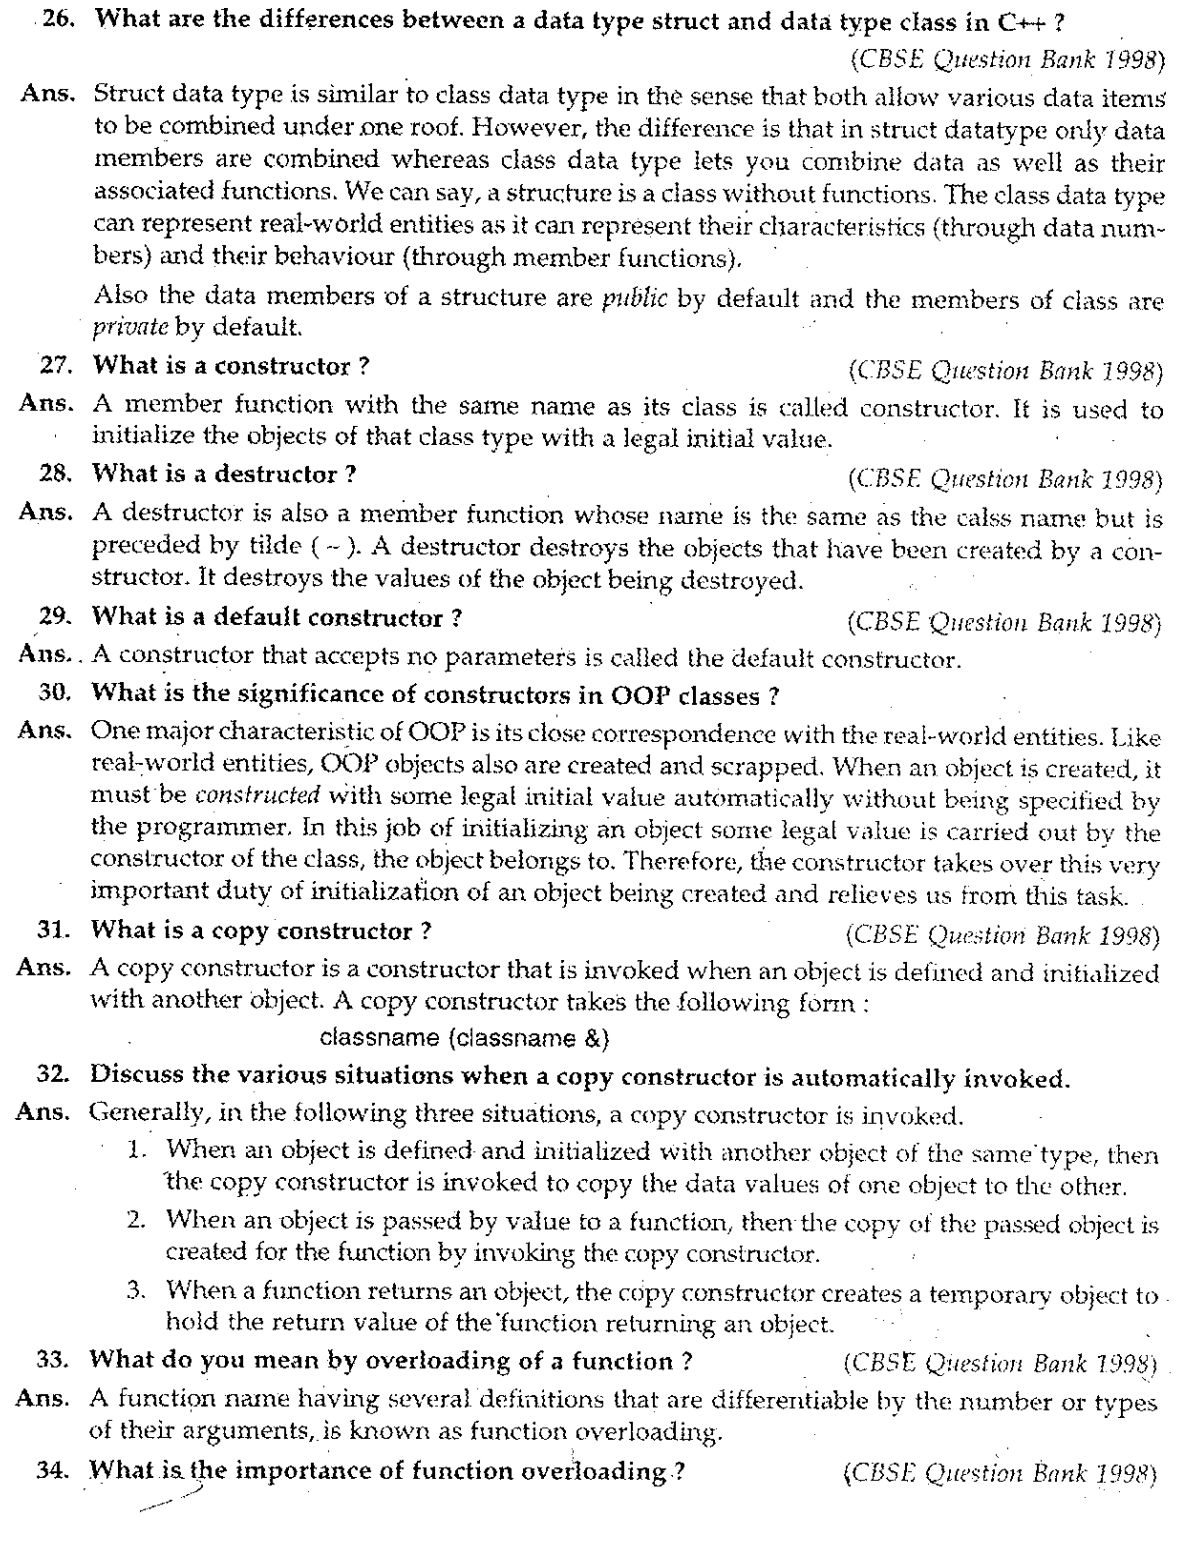 26. What are the differences between a data type struct and data type class in C++ ?
(CBSE Question Bank 1998)
Ans. Struct data type is similar to class data type in the sense that both allow various data items
to be combined under one roof. However, the difference is that in struct datatype only data
members are combined whereas class data type lets you combine data as well as their
associated functions. We can say, a structure is a class without functions. The class data type
can represent real-world entities as it can represent their characteristics (through data num-
bers) and their behaviour (through member functions).
Also the data members of a structure are public by default and the members of class are
private by default.
27. What is a constructor ? (CBSE Question Bank 1998)
Ans. A member function with the same name as its class is called constructor. It is used to
initialize the objects of that class type with a legal initial value.
28. What is a destructor ? (CBSE Question Bank 1998)
Ans. A destructor is also a member function whose name is the same as the calss name but is
preceded by tilde ( ~ ). A destructor destroys the objects that have been created by a con-
structor. It destroys the values of the object being destroyed.
29. What is a default constructor ? (CBSE Question Bank 1998)
Ans. A constructor that accepts no parameters is called the default constructor.
30. What is the significance of constructors in OOP classes ?
Ans. One major characteristic of OOP is its close correspondence with the real-world entities. Like
real-world entities, OOP objects also are created and scrapped. When an object is created, it
must be constructed with some legal initial value automatically without being specified by
the programmer. In this job of initializing an object some legal value is carried out by the
constructor of the class, the object belongs to. Therefore, the constructor takes over this very
important duty of initialization of an object being created and relieves us from this task.
31. What is a copy constructor ? (CBSE Question Bank 1998)
Ans. A copy constructor is a constructor that is invoked when an object is defined and initialized
with another object. A copy constructor takes the following form :
classname (classname &)
32. Discuss the various situations when a copy constructor is automatically invoked.
Ans. Generally, in the following three situations, a copy constructor is invoked.
1. When an object is defined and initialized with another object of the same type, then
the copy constructor is invoked to copy the data values of one object to the other.
2. When an object is passed by value to a function, then the copy of the passed object is
created for the function by invoking the copy constructor.
3. When a function returns an object, the copy constructor creates a temporary object to
hold the return value of the function returning an object.
33. What do you mean by overloading of a function ? (CBSE Question Bank 1998)
Ans. A function name having several definitions that are differentiable by the number or types
of their arguments, is known as function overloading.
34. What is the importance of function overloading ? (CBSE Question Bank 1998)